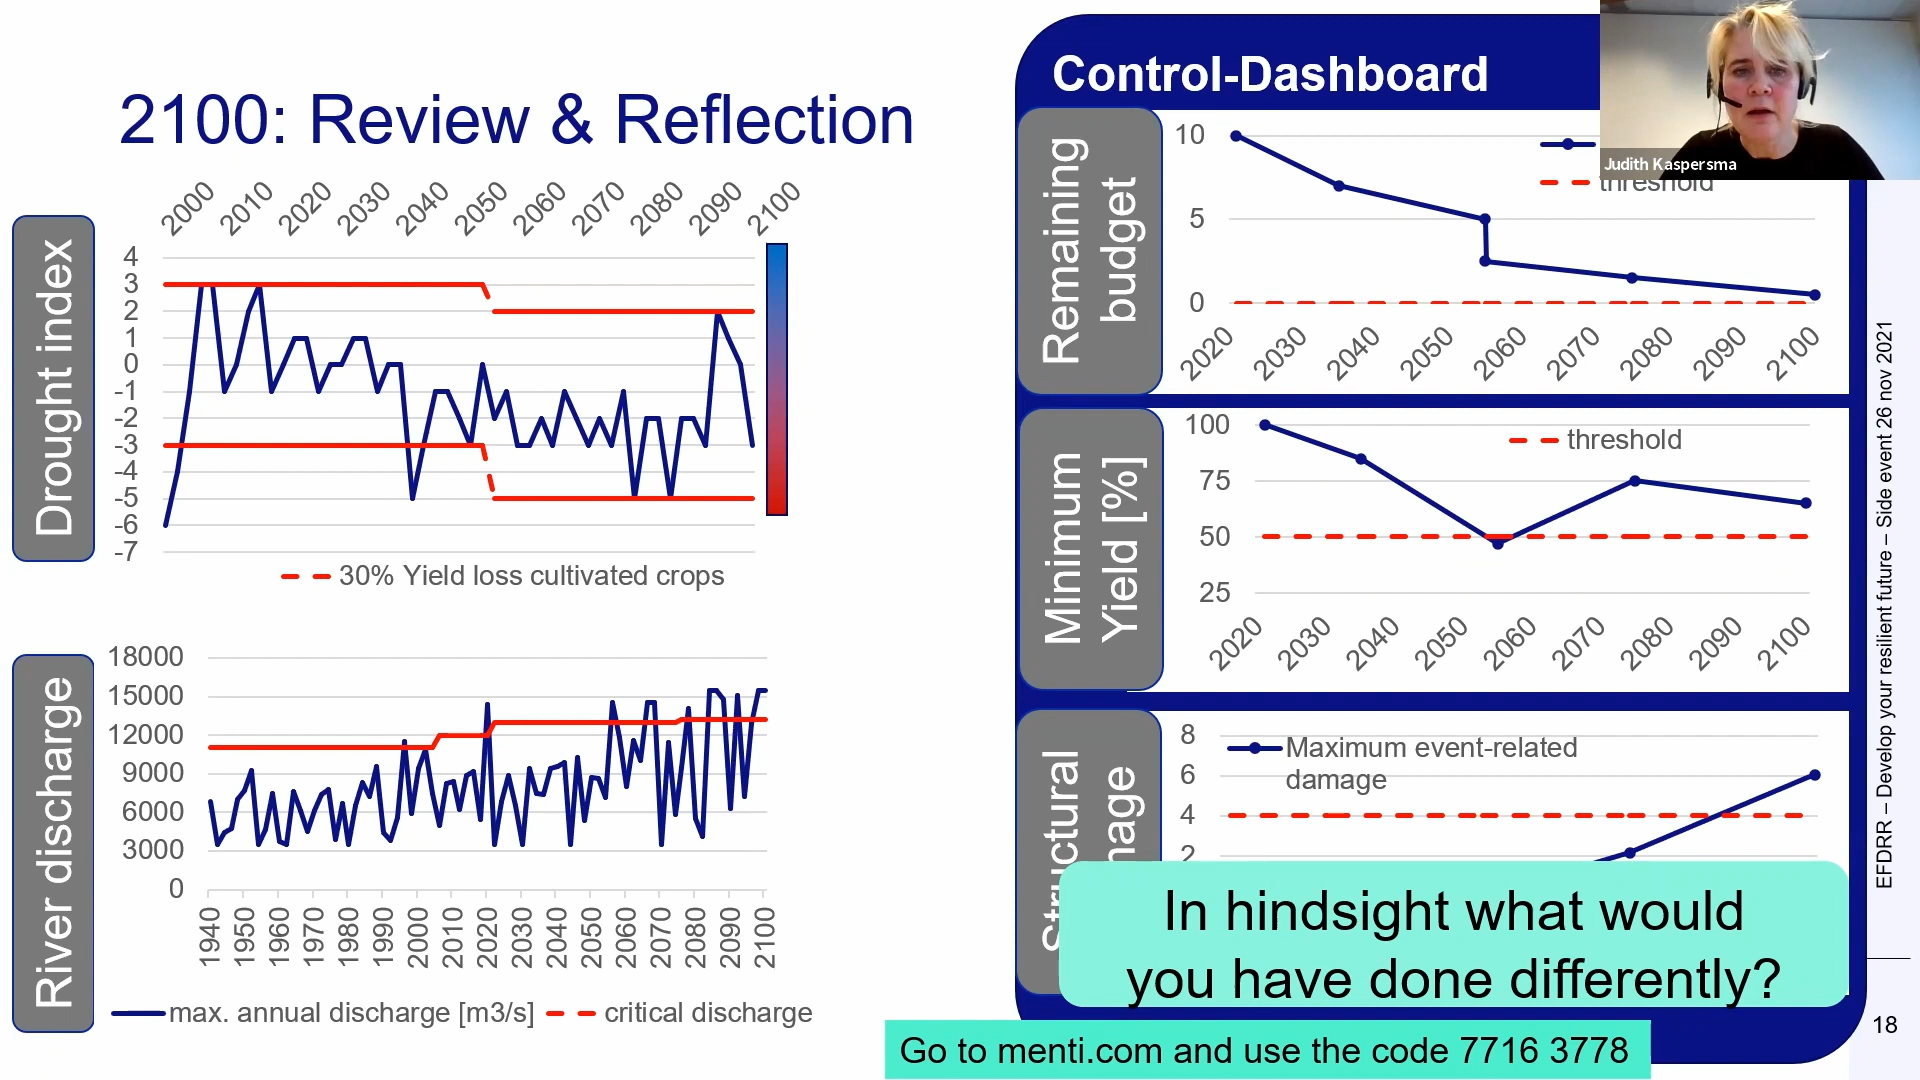 2100: Review & Reflection
Drought index
2000 2010 2020 2030 2040 2050 2060 2070 2080 2090 2100
4
3
2
1
0
-1
-2
-3
-4
-5
-6
-7
30% Yield loss cultivated crops
River discharge
18000
15000
12000
9000
6000
3000
0
1940 1950 1960 1970 1980 1990 2000 2010 2020 2030 2040 2050 2060 2070 2080 2090 2100
max. annual discharge [m3/s] critical discharge
Control-Dashboard
Judith Kaspersma
Remaining
budget
10
5
0
threshold
2020 2030 2040 2050 2060 2070 2080 2090 2100
Minimum
Yield [%]
100
75
50
25
threshold
2020 2030 2040 2050 2060 2070 2080 2090 2100
Structural
8
6
4
2
Maximum event-related
damage
In hindsight what would
you have done differently?
Go to menti.com and use the code 7716 3778
EFDRR – Develop your resilient future – Side event 26 nov 2021
18